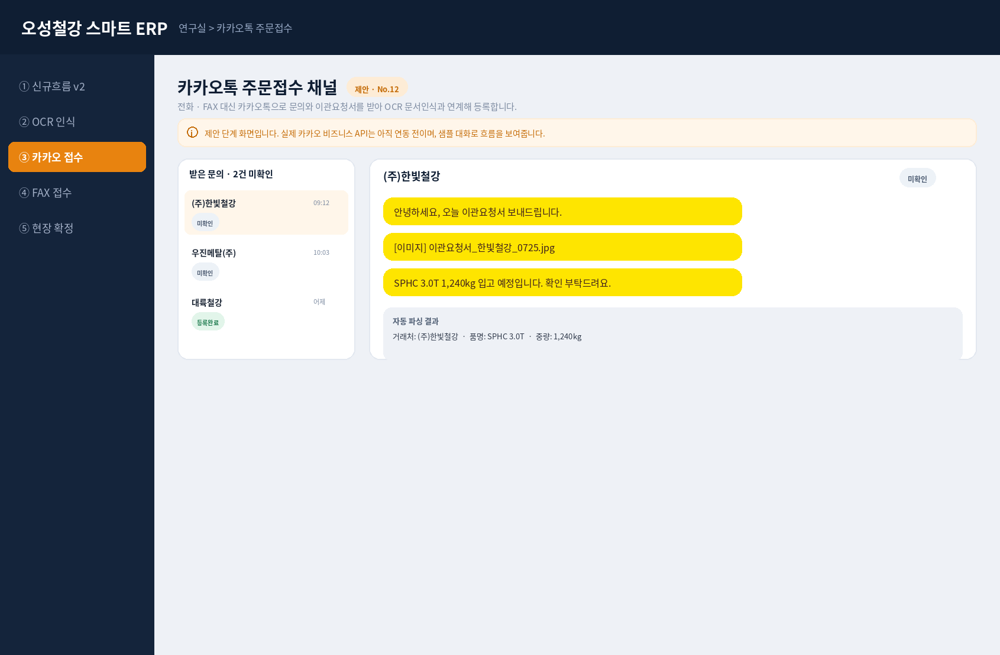 오성철강 스마트 ERP 연구실 > 카카오톡 주문접수
① 신규흐름 v2
② OCR 인식
③ 카카오 접수
④ FAX 접수
⑤ 현장 확정
카카오톡 주문접수 채널 제안 · No.12
전화 · FAX 대신 카카오톡으로 문의와 이관요청서를 받아 OCR 문서인식과 연계해 등록합니다.
제안 단계 화면입니다. 실제 카카오 비즈니스 API는 아직 연동 전이며, 샘플 대화로 흐름을 보여줍니다.
받은 문의 · 2건 미확인
(주)한빛철강 09:12
미확인
우진메탈(주) 10:03
미확인
대륙철강 어제
등록완료
(주)한빛철강 미확인
안녕하세요, 오늘 이관요청서 보내드립니다.
[이미지] 이관요청서_한빛철강_0725.jpg
SPHC 3.0T 1,240kg 입고 예정입니다. 확인 부탁드려요.
자동 파싱 결과
거래처: (주)한빛철강 · 품명: SPHC 3.0T · 중량: 1,240kg